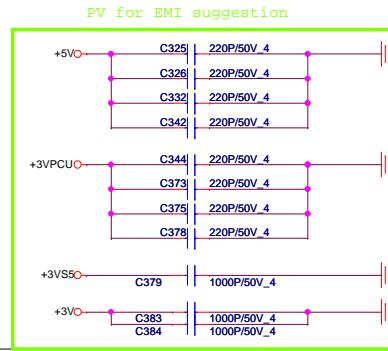 PV for EMI suggestion
+5V C325 220P/50V_4
C326 220P/50V_4
C332 220P/50V_4
C342 220P/50V_4
+3VPCU C344 220P/50V_4
C373 220P/50V_4
C375 220P/50V_4
C378 220P/50V_4
+3VS5 C379 1000P/50V_4
+3V C383 1000P/50V_4
C384 1000P/50V_4